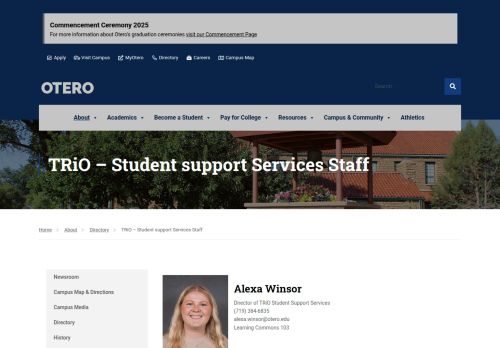 Commencement Ceremony 2025
For more information about Otero's graduation ceremonies visit our Commencement Page
Apply Visit Campus MyOtero Directory Careers Campus Map
OTERO
Search
About Academics Become a Student Pay for College Resources Campus & Community Athletics
TRiO – Student support Services Staff
Home > About > Directory > TRiO – Student support Services Staff
Newsroom
Campus Map & Directions
Campus Media
Directory
History
Alexa Winsor
Director of TRiO Student Support Services
(719) 384-6835
alexa.winsor@otero.edu
Learning Commons 103